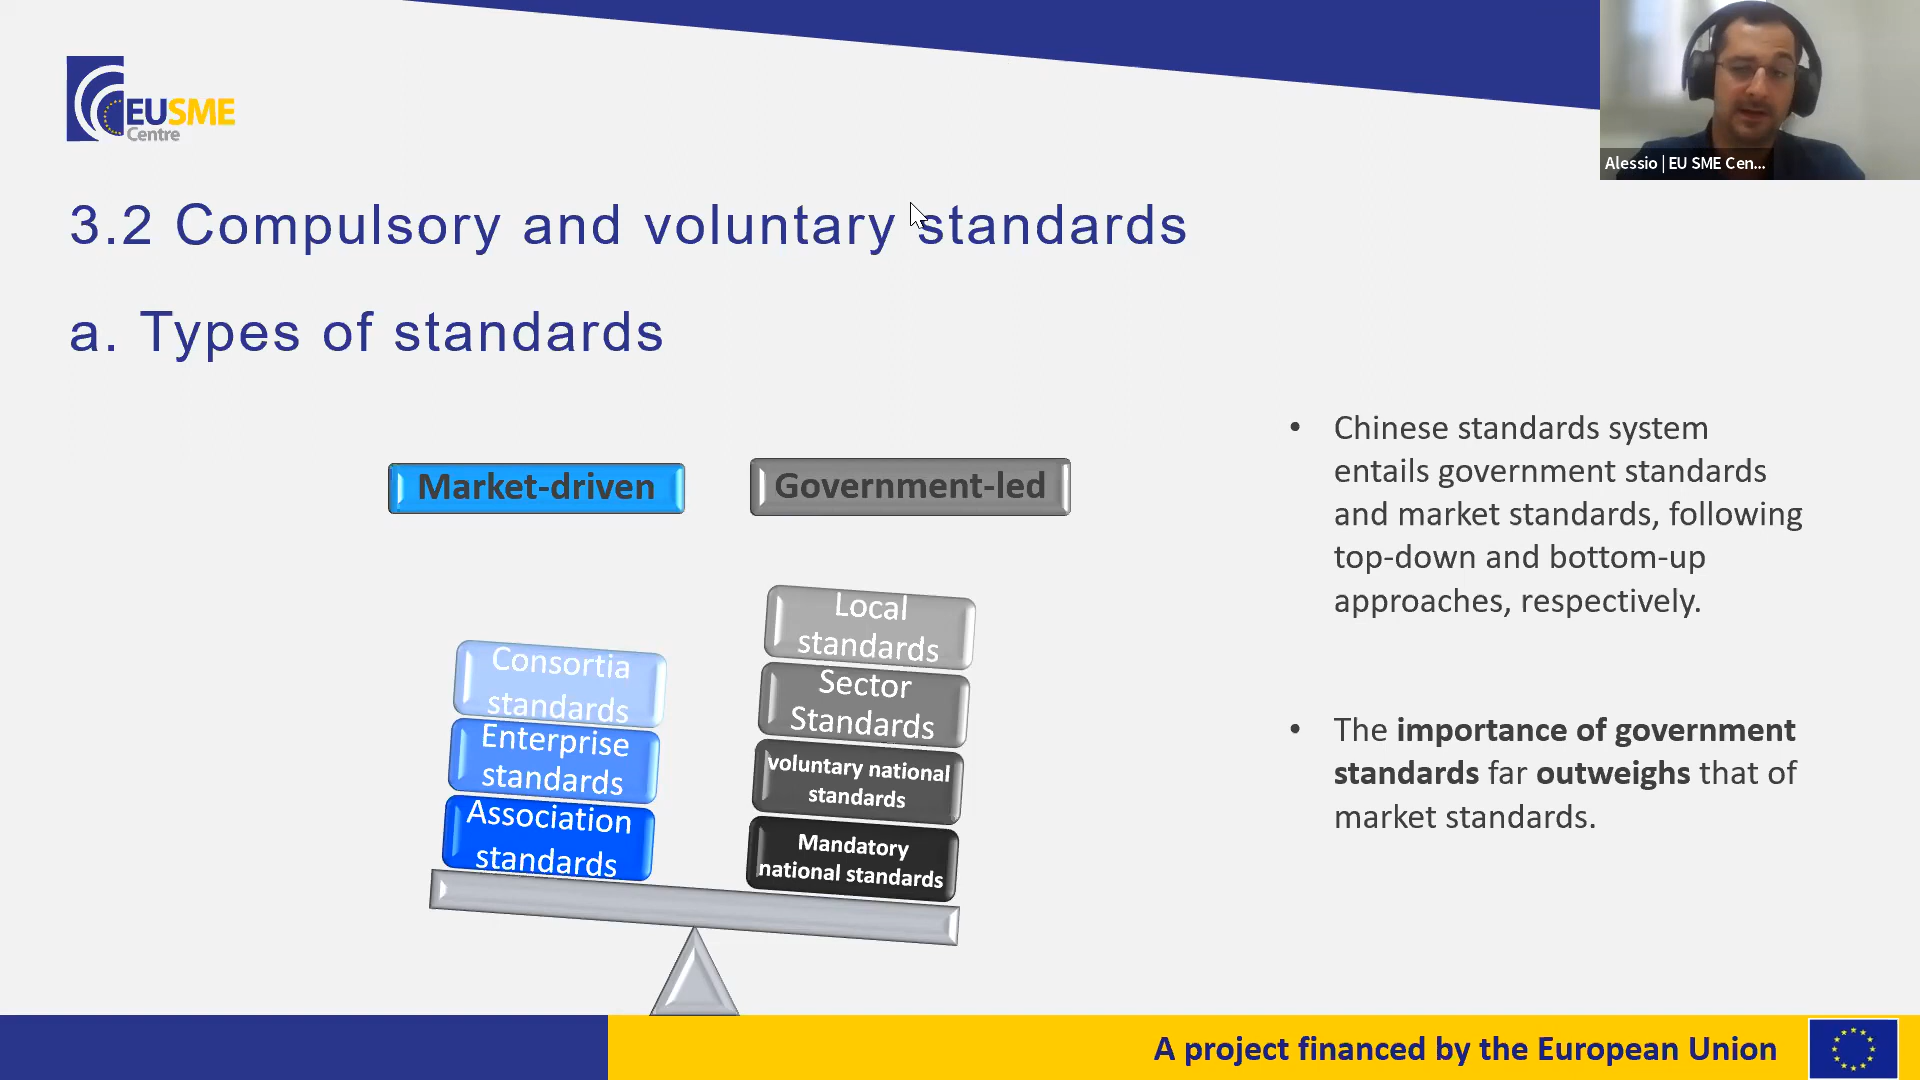 EUSME
Centre
Alessio | EU SME Cen...
3.2 Compulsory and voluntary standards
a. Types of standards
Market-driven
Government-led
Consortia
standards
Enterprise
standards
Association
standards
Local
standards
Sector
Standards
voluntary national
standards
Mandatory
national standards
• Chinese standards system
entails government standards
and market standards, following
top-down and bottom-up
approaches, respectively.
• The importance of government
standards far outweighs that of
market standards.
A project financed by the European Union